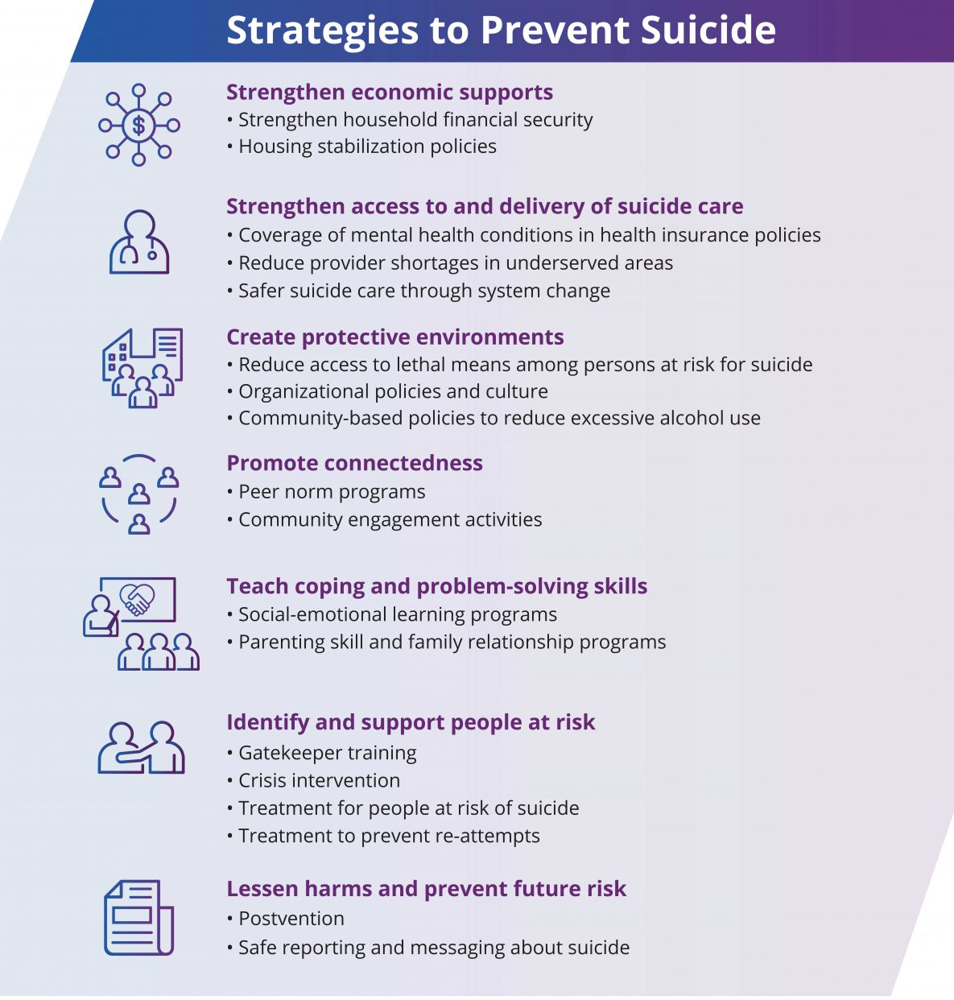 Strategies to Prevent Suicide
Strengthen economic supports
• Strengthen household financial security
• Housing stabilization policies
Strengthen access to and delivery of suicide care
• Coverage of mental health conditions in health insurance policies
• Reduce provider shortages in underserved areas
• Safer suicide care through system change
Create protective environments
• Reduce access to lethal means among persons at risk for suicide
• Organizational policies and culture
• Community-based policies to reduce excessive alcohol use
Promote connectedness
• Peer norm programs
• Community engagement activities
Teach coping and problem-solving skills
• Social-emotional learning programs
• Parenting skill and family relationship programs
Identify and support people at risk
• Gatekeeper training
• Crisis intervention
• Treatment for people at risk of suicide
• Treatment to prevent re-attempts
Lessen harms and prevent future risk
• Postvention
• Safe reporting and messaging about suicide